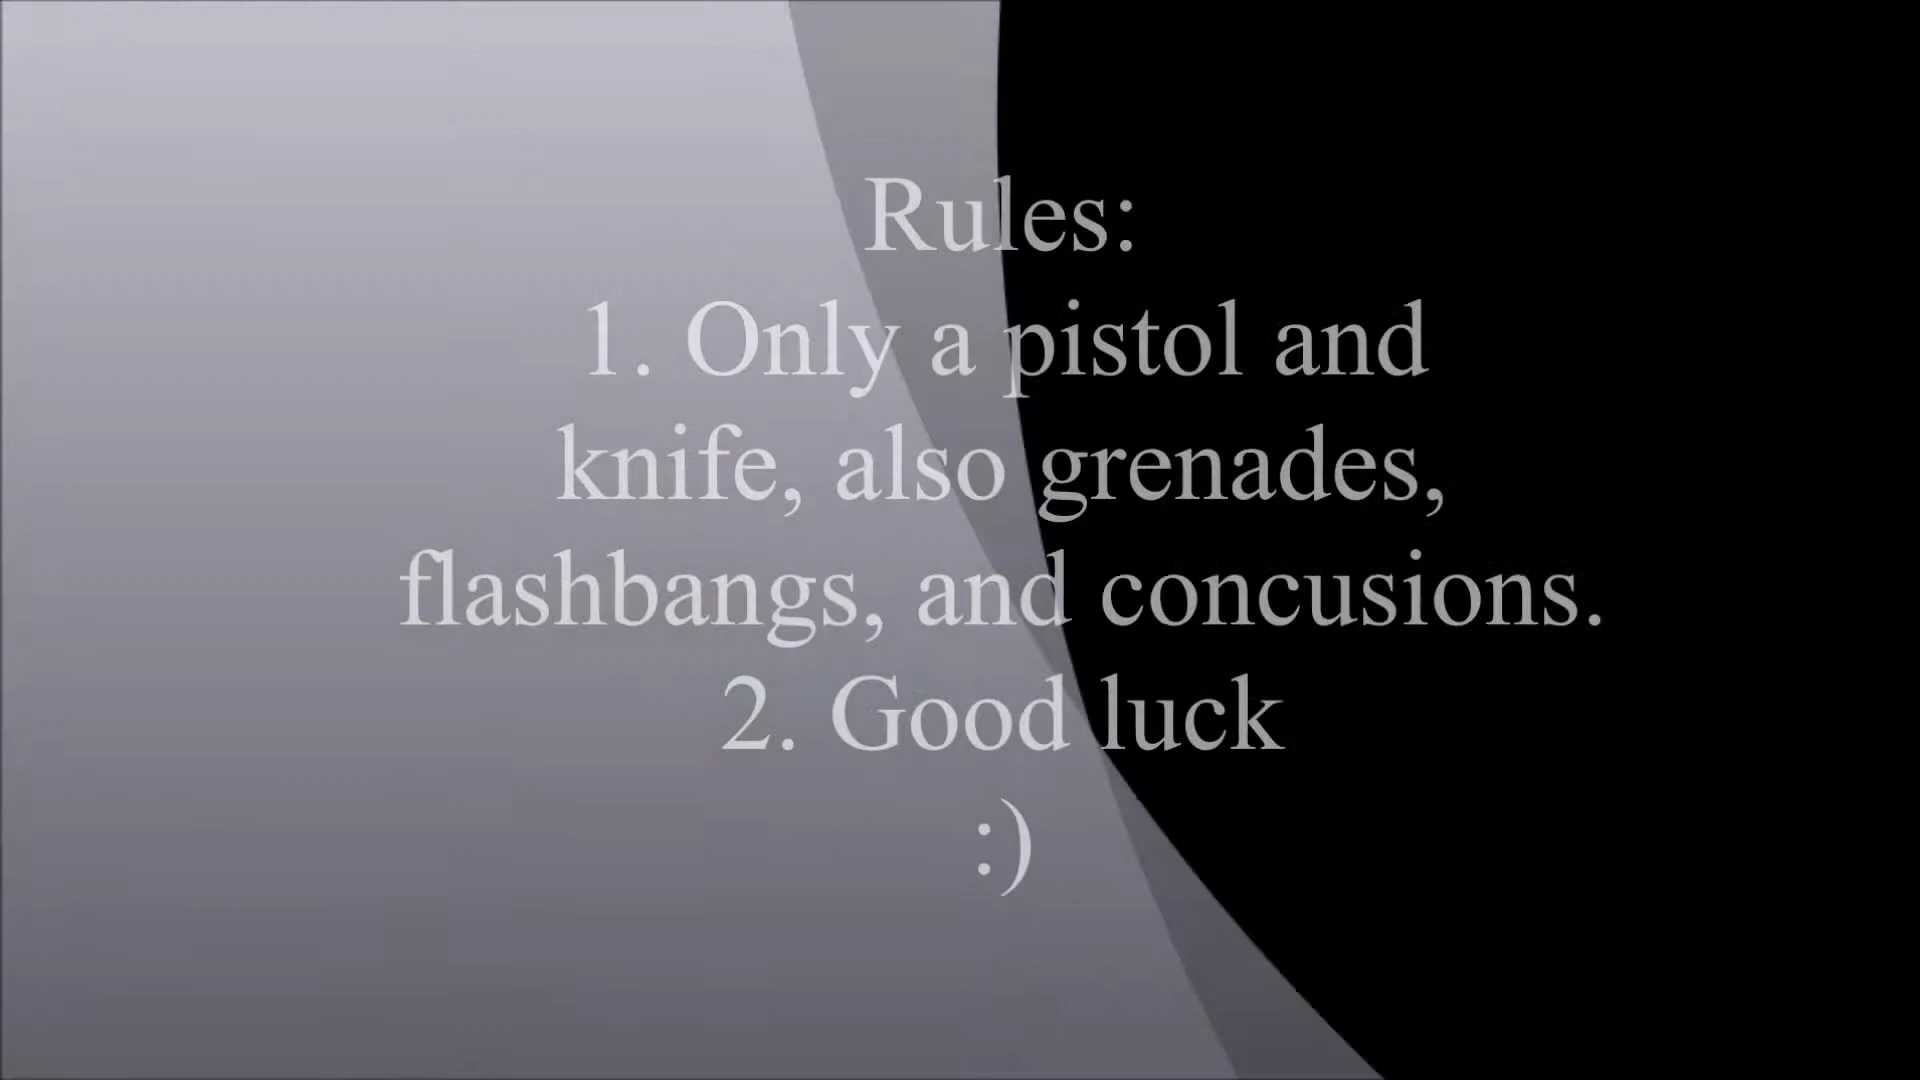 Rules:
1. Only a pistol and
knife, also grenades,
flashbangs, and concusions.
2. Good luck
:)